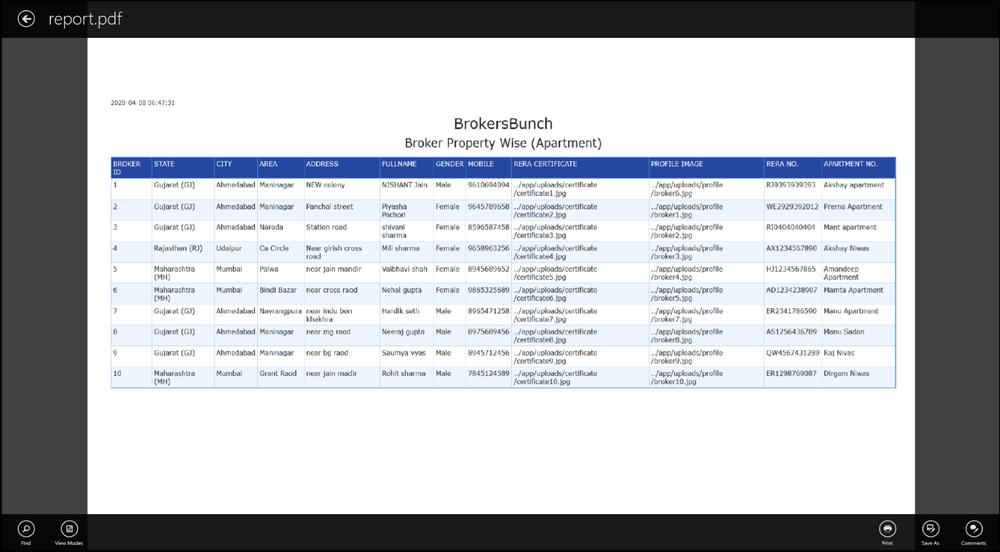 report.pdf
2020-04-08 06:47:31
BrokersBunch
Broker Property Wise (Apartment)
BROKER ID STATE CITY AREA ADDRESS FULLNAME GENDER MOBILE RERA CERTIFICATE PROFILE IMAGE RERA NO. APARTMENT NO.
1 Gujarat (GJ) Ahmedabad Maninagar NEW colony NISHANT Jain Male 9610694094 ../app/uploads/certificate /certificate1.jpg ../app/uploads/profile /broker6.jpg RJ9393939393 Akshay apartment
2 Gujarat (GJ) Ahmedabad Maninagar Panchal street Piyasha Pachori Female 9645789658 ../app/uploads/certificate /certificate2.jpg ../app/uploads/profile /broker1.jpg WE2929392012 Prerna Apartment
3 Gujarat (GJ) Ahmedabad Naroda Station road shivani sharma Female 8596587458 ../app/uploads/certificate /certificate3.jpg ../app/uploads/profile /broker2.jpg RI0404040404 Mant apartment
4 Rajasthan (RJ) Udaipur Ca Circle Near girish cross road Mili sharma Female 9658963256 ../app/uploads/certificate /certificate4.jpg ../app/uploads/profile /broker3.jpg AX1234567890 Akshay Niwas
5 Maharashtra (MH) Mumbai Palwa near jain mandir Vaibhavi shah Female 8945689652 ../app/uploads/certificate /certificate5.jpg ../app/uploads/profile /broker4.jpg HJ1234567865 Amandeep Apartment
6 Maharashtra (MH) Mumbai Bindi Bazar near cross raod Nehal gupta Female 9865325689 ../app/uploads/certificate /certificate6.jpg ../app/uploads/profile /broker5.jpg AD1234238907 Mamta Apartment
7 Gujarat (GJ) Ahmedabad Navrangpura near indu ben khakhra Hardik seth Male 8965471258 ../app/uploads/certificate /certificate7.jpg ../app/uploads/profile /broker7.jpg ER2341786590 Manu Apartment
8 Gujarat (GJ) Ahmedabad Maninagar near mg raod Neeraj gupta Male 8975689456 ../app/uploads/certificate /certificate8.jpg ../app/uploads/profile /broker8.jpg AS1256436789 Manu Sadan
9 Gujarat (GJ) Ahmedabad Maninagar near bg raod Saumya vyas Male 8945712456 ../app/uploads/certificate /certificate9.jpg ../app/uploads/profile /broker9.jpg QW4567431289 Raj Nivas
10 Maharashtra (MH) Mumbai Grant Raod near jain madir Rohit sharma Male 7845124589 ../app/uploads/certificate /certificate10.jpg ../app/uploads/profile /broker10.jpg ER1298769087 Dirgam Niwas
Find View Modes Print Save As Comments